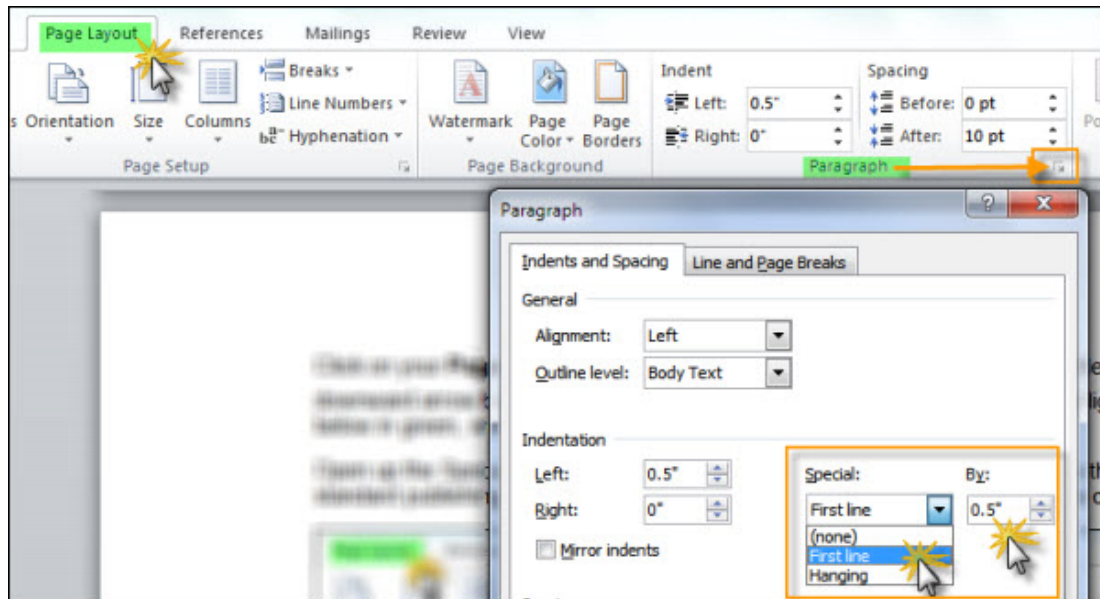 Page Layout References Mailings Review View
Breaks Indent Spacing
Line Numbers Left: 0.5" Before: 0 pt
s Orientation Size Columns Hyphenation Watermark Page Color Page Borders Right: 0" After: 10 pt Po
Page Setup Page Background Paragraph
Paragraph
Indents and Spacing Line and Page Breaks
General
Alignment: Left
Outline level: Body Text
Indentation
Left: 0.5" Special: By:
Right: 0" First line 0.5"
(none)
Mirror indents First line
Hanging